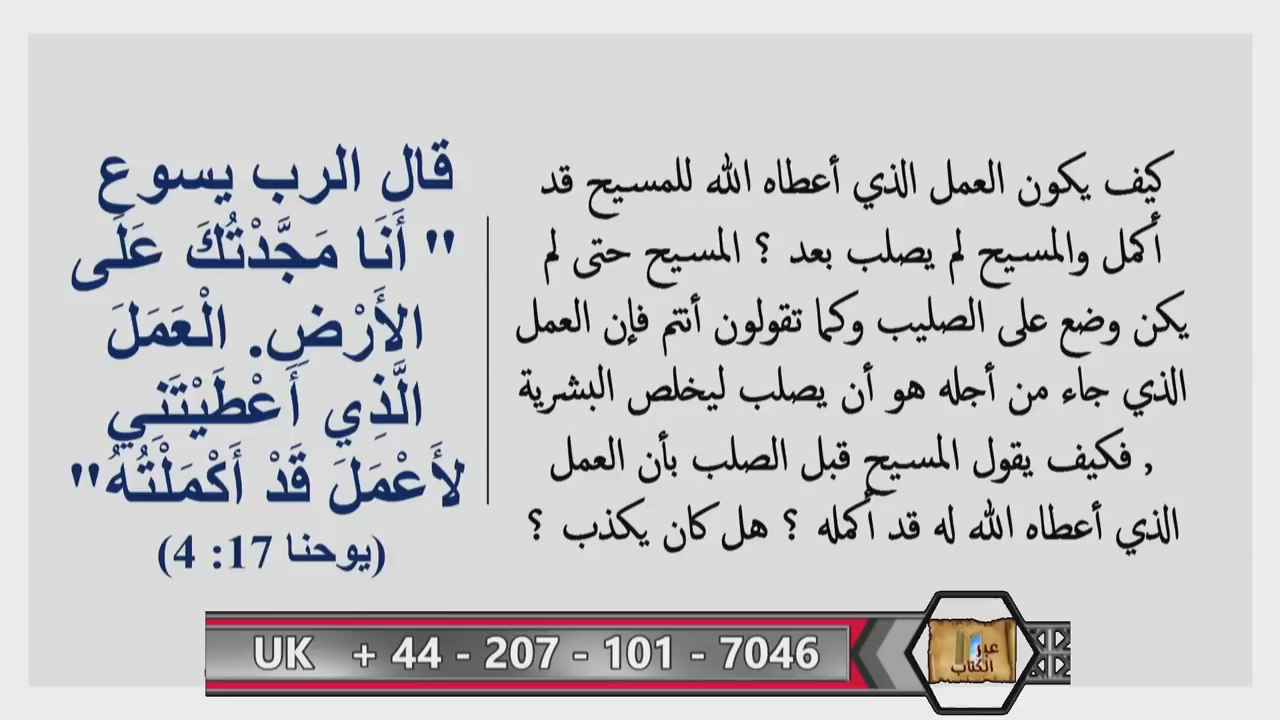 كيف يكون العمل الذي أعطاه الله للمسيح قد
أكمل والمسيح لم يصلب بعد ؟ المسيح حتى لم
يكن وضع على الصليب وكما تقولون أنتم فإن العمل
الذي جاء من أجله هو أن يصلب ليخلص البشرية
, فكيف يقول المسيح قبل الصلب بأن العمل
الذي أعطاه الله له قد أكمله ؟ هل كان يكذب ؟
قال الرب يسوع
" أَنَا مَجَّدْتُكَ عَلَى
الأَرْضِ. الْعَمَلَ
الَّذِي أَعْطَيْتَنِي
لأَعْمَلَ قَدْ أَكْمَلْتُهُ"
(يوحنا 17: 4)
UK + 44 - 207 - 101 - 7046
عبر
الكتاب